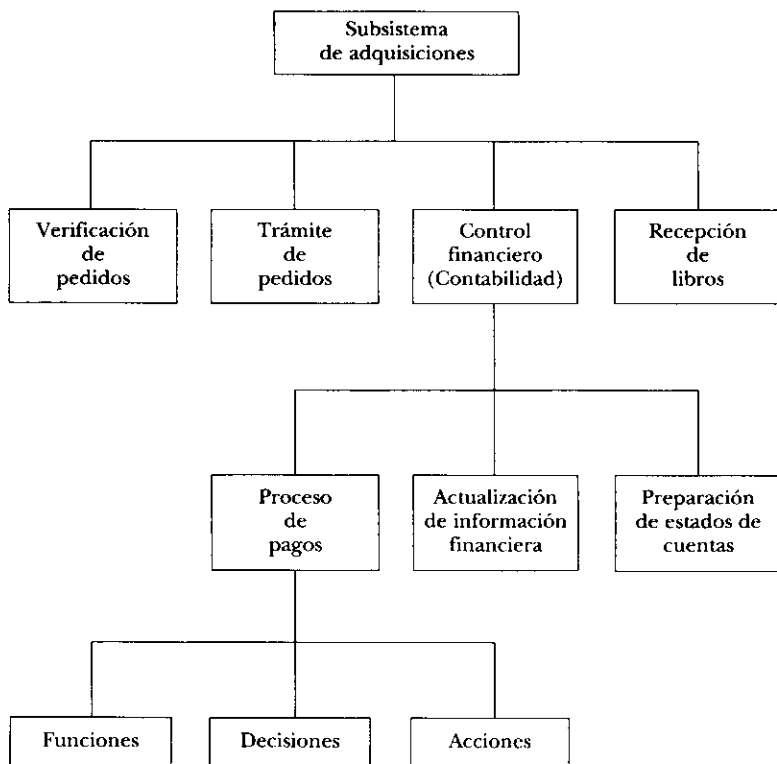 Subsistema
de adquisiciones
Verificación
de
pedidos
Trámite
de
pedidos
Control
financiero
(Contabilidad)
Recepción
de
libros
Proceso
de
pagos
Actualización
de información
financiera
Preparación
de estados de
cuentas
Funciones
Decisiones
Acciones